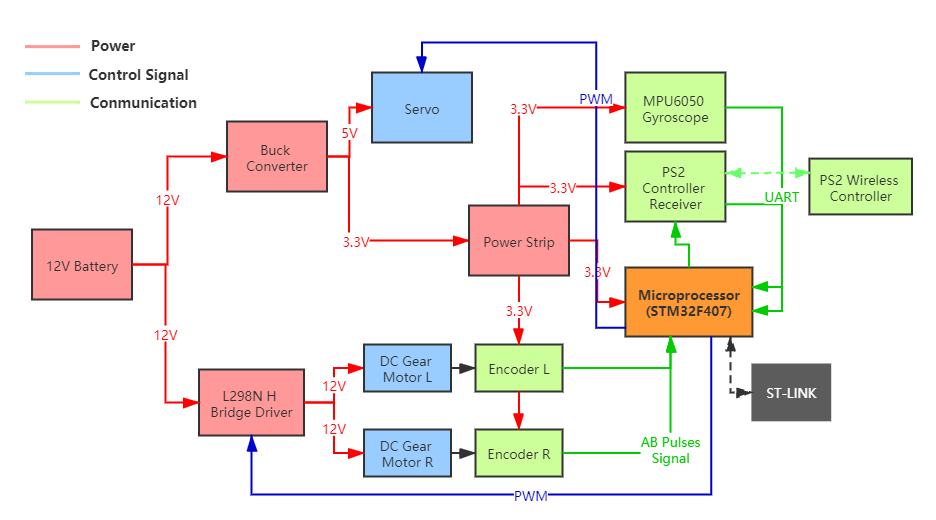 Power
Control Signal
Conmunication
Servo
PWM
MPU6050
Gyroscope
3.3V
5V
Buck
Converter
PS2
Controller
Receiver
PS2 Wireless
Controller
UART
3.3V
12V
3.3V
Power Strip
12V Battery
3.3V
Microprocessor
(STM32F407)
3.3V
12V
DC Gear
Motor L
Encoder L
L298N H
Bridge Driver
12V
ST-LINK
12V
DC Gear
Motor R
Encoder R
AB Pulses
Signal
PWM